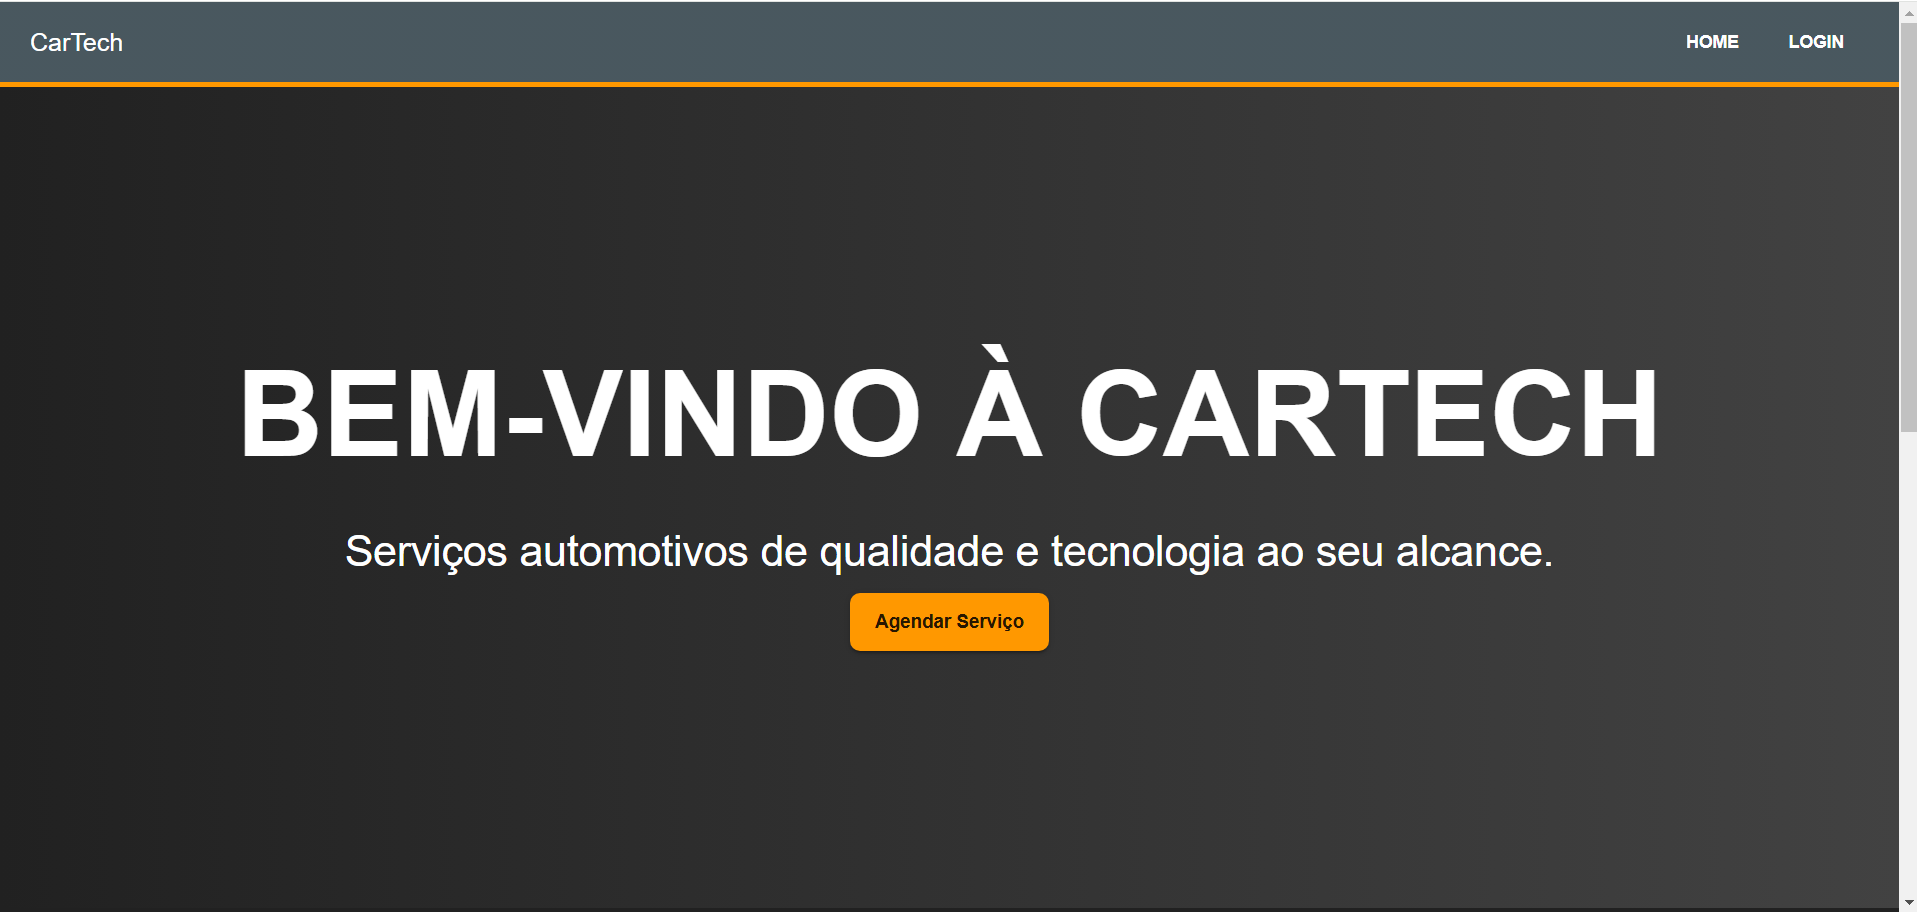 CarTech
HOME
LOGIN
BEM-VINDO À CARTECH
Serviços automotivos de qualidade e tecnologia ao seu alcance.
Agendar Serviço